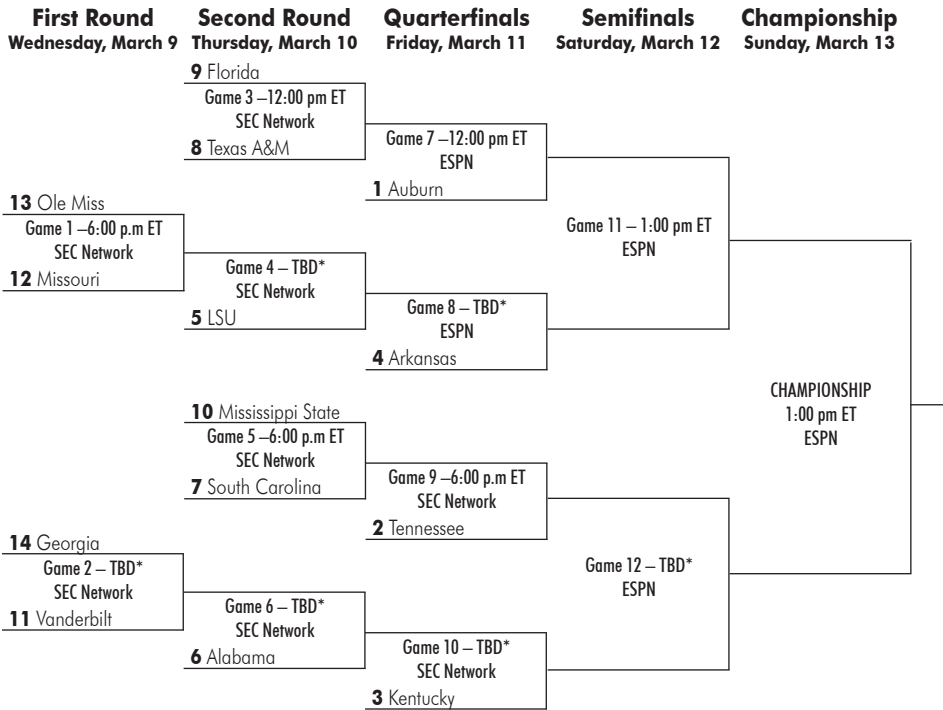 First Round
Wednesday, March 9
Second Round
Thursday, March 10
Quarterfinals
Friday, March 11
Semifinals
Saturday, March 12
Championship
Sunday, March 13
9 Florida
Game 3 –12:00 pm ET
SEC Network
8 Texas A&M
Game 7 –12:00 pm ET
ESPN
1 Auburn
13 Ole Miss
Game 1 –6:00 p.m ET
SEC Network
12 Missouri
Game 11 – 1:00 pm ET
ESPN
Game 4 – TBD*
SEC Network
5 LSU
Game 8 – TBD*
ESPN
4 Arkansas
CHAMPIONSHIP
1:00 pm ET
ESPN
10 Mississippi State
Game 5 –6:00 p.m ET
SEC Network
7 South Carolina
Game 9 –6:00 p.m ET
SEC Network
2 Tennessee
14 Georgia
Game 2 – TBD*
SEC Network
11 Vanderbilt
Game 12 – TBD*
ESPN
Game 6 – TBD*
SEC Network
6 Alabama
Game 10 – TBD*
SEC Network
3 Kentucky